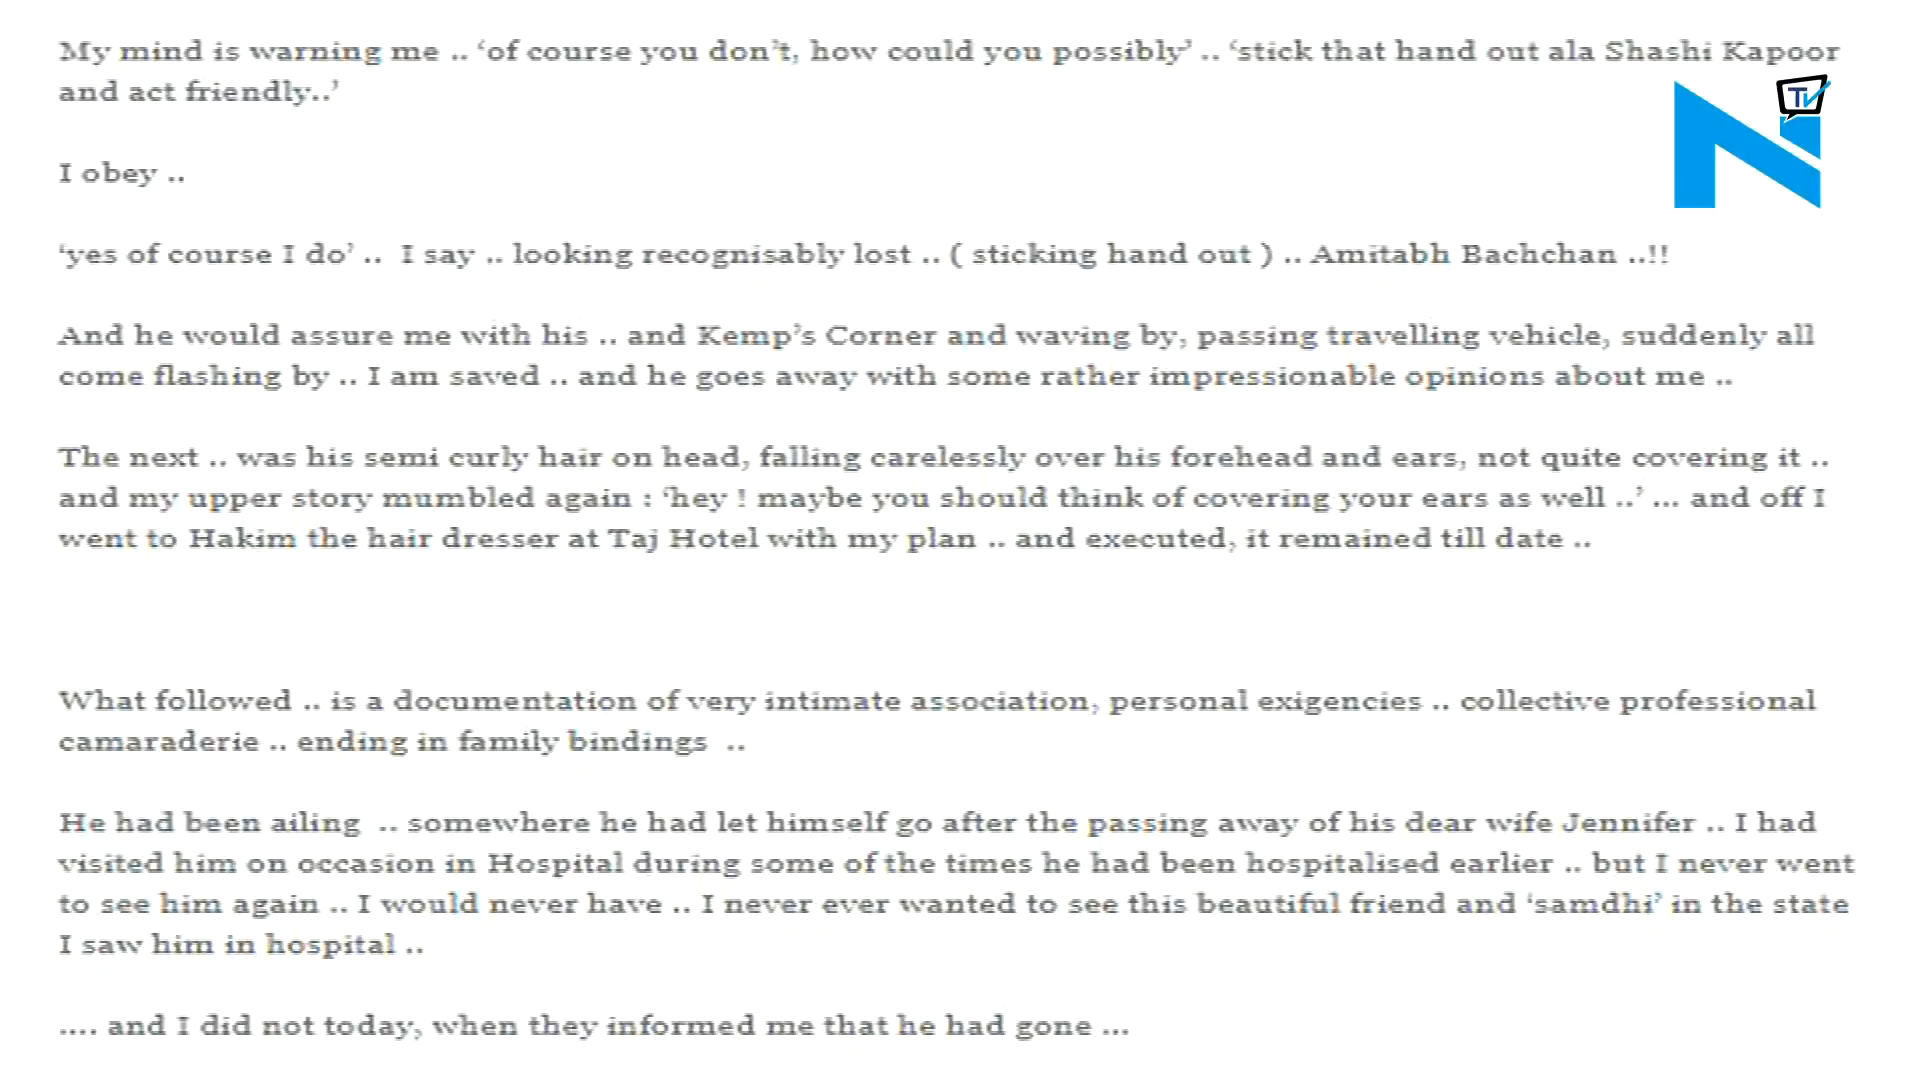 My mind is warning me .. ‘of course you don’t, how could you possibly’ .. ‘stick that hand out ala Shashi Kapoor
and act friendly..’
TV
I obey ..
‘yes of course I do’ ..  I say .. looking recognisably lost .. ( sticking hand out ) .. Amitabh Bachchan ..!!
And he would assure me with his .. and Kemp’s Corner and waving by, passing travelling vehicle, suddenly all
come flashing by .. I am saved .. and he goes away with some rather impressionable opinions about me ..
The next .. was his semi curly hair on head, falling carelessly over his forehead and ears, not quite covering it ..
and my upper story mumbled again : ‘hey ! maybe you should think of covering your ears as well ..’ ... and off I
went to Hakim the hair dresser at Taj Hotel with my plan .. and executed, it remained till date ..
What followed .. is a documentation of very intimate association, personal exigencies .. collective professional
camaraderie .. ending in family bindings  ..
He had been ailing  .. somewhere he had let himself go after the passing away of his dear wife Jennifer .. I had
visited him on occasion in Hospital during some of the times he had been hospitalised earlier .. but I never went
to see him again .. I would never have .. I never ever wanted to see this beautiful friend and ‘samdhi’ in the state
I saw him in hospital ..
.... and I did not today, when they informed me that he had gone ...